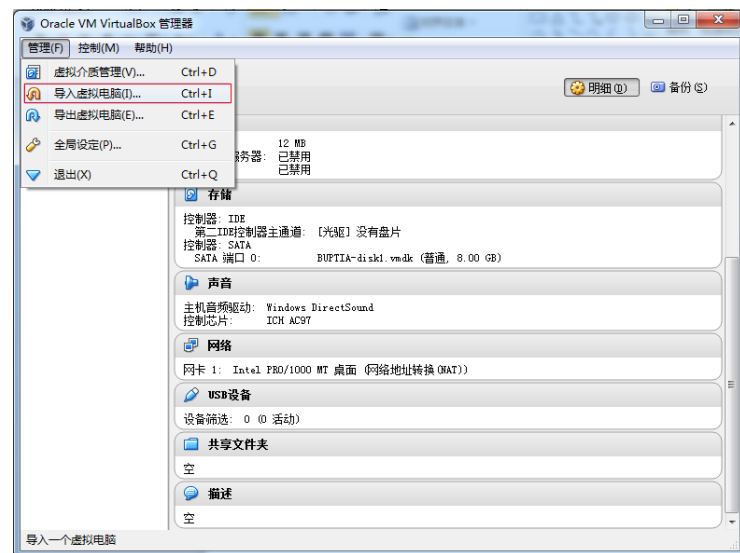 Oracle VM VirtualBox 管理器
管理(F) 控制(M) 帮助(H)
虚拟介质管理(V)... Ctrl+D
导入虚拟电脑(I)... Ctrl+I
导出虚拟电脑(E)... Ctrl+E
全局设定(P)... Ctrl+G
退出(X) Ctrl+Q
明细(D) 备份(S)
12 MB
务器: 已禁用
已禁用
存储
控制器: IDE
第二IDE控制器主通道: [光驱] 没有盘片
控制器: SATA
SATA 端口 0: BUPTIA-disk1.vmdk (普通, 8.00 GB)
声音
主机音频驱动: Windows DirectSound
控制芯片: ICH AC97
网络
网卡 1: Intel PRO/1000 MT 桌面 (网络地址转换(NAT))
USB设备
设备筛选: 0 (0 活动)
共享文件夹
空
描述
空
导入一个虚拟电脑